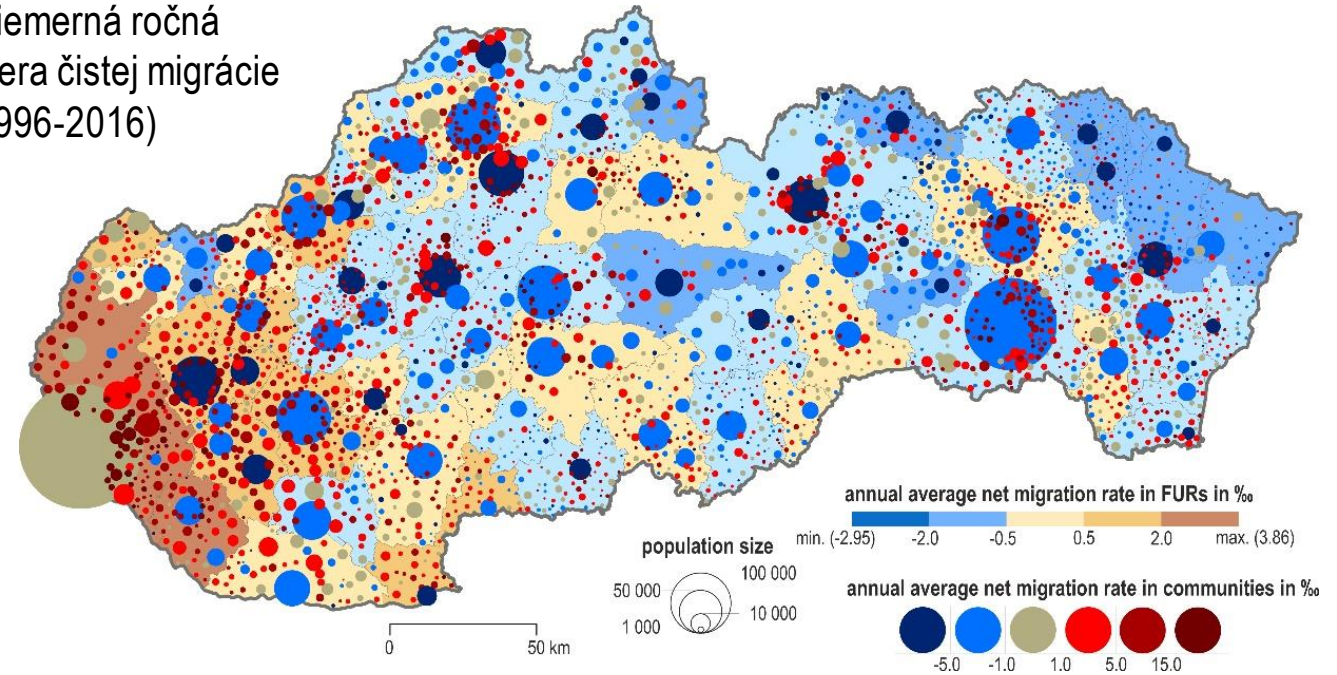 iemerná ročná
era čistej migrácie
996-2016)
annual average net migration rate in FURs in ‰
min. (-2.95) -2.0 -0.5 0.5 2.0 max. (3.86)
population size
100 000
50 000
10 000
1 000
annual average net migration rate in communities in ‰
-5.0 -1.0 1.0 5.0 15.0
0 50 km